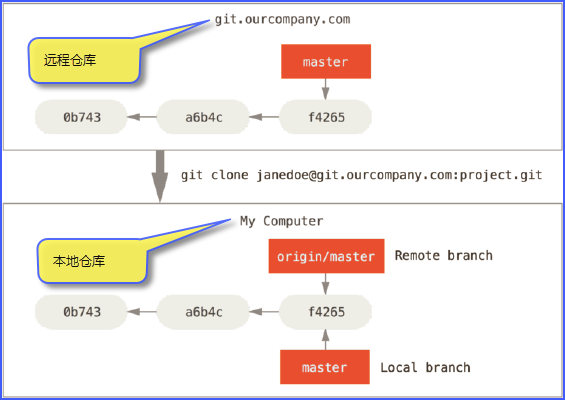 git.ourcompany.com
远程仓库
master
0b743 a6b4c f4265
git clone janedoe@git.ourcompany.com:project.git
My Computer
本地仓库
origin/master Remote branch
0b743 a6b4c f4265
master Local branch